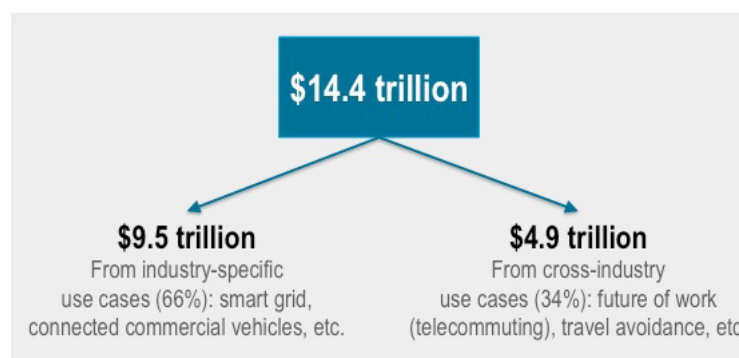 $14.4 trillion
$9.5 trillion
From industry-specific
use cases (66%): smart grid,
connected commercial vehicles, etc.
$4.9 trillion
From cross-industry
use cases (34%): future of work
(telecommuting), travel avoidance, etc